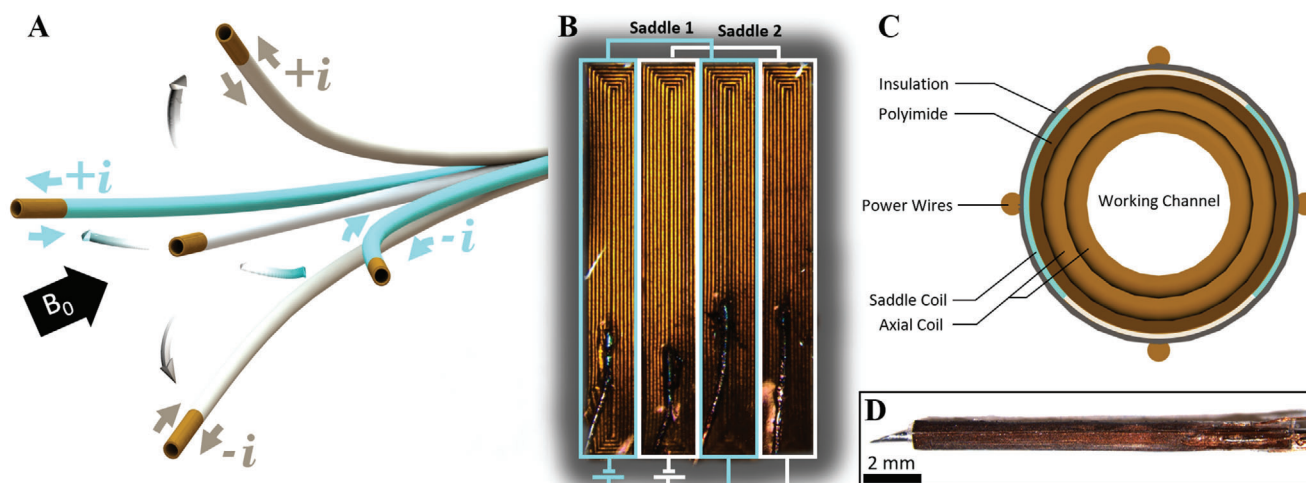 A
+i
+i
-i
B0
-i
B
Saddle 1
Saddle 2
C
Insulation
Polyimide
Power Wires
Working Channel
Saddle Coil
Axial Coil
D
2 mm